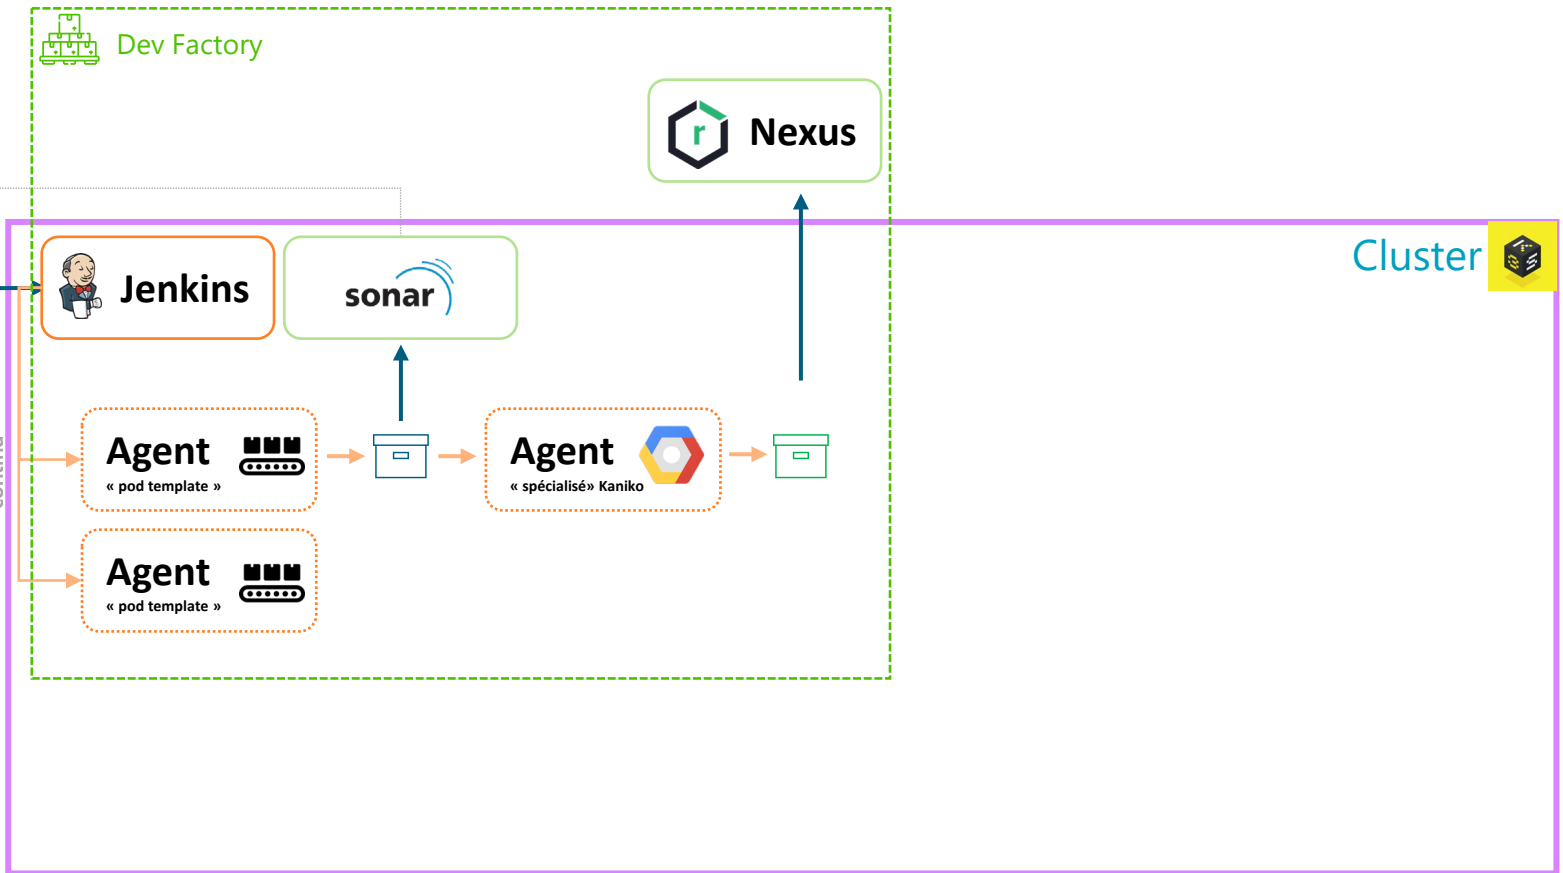 Dev Factory
Nexus
Cluster
Jenkins
sonar
Agent
« pod template »
Agent
« spécialisé» Kaniko
Agent
« pod template »